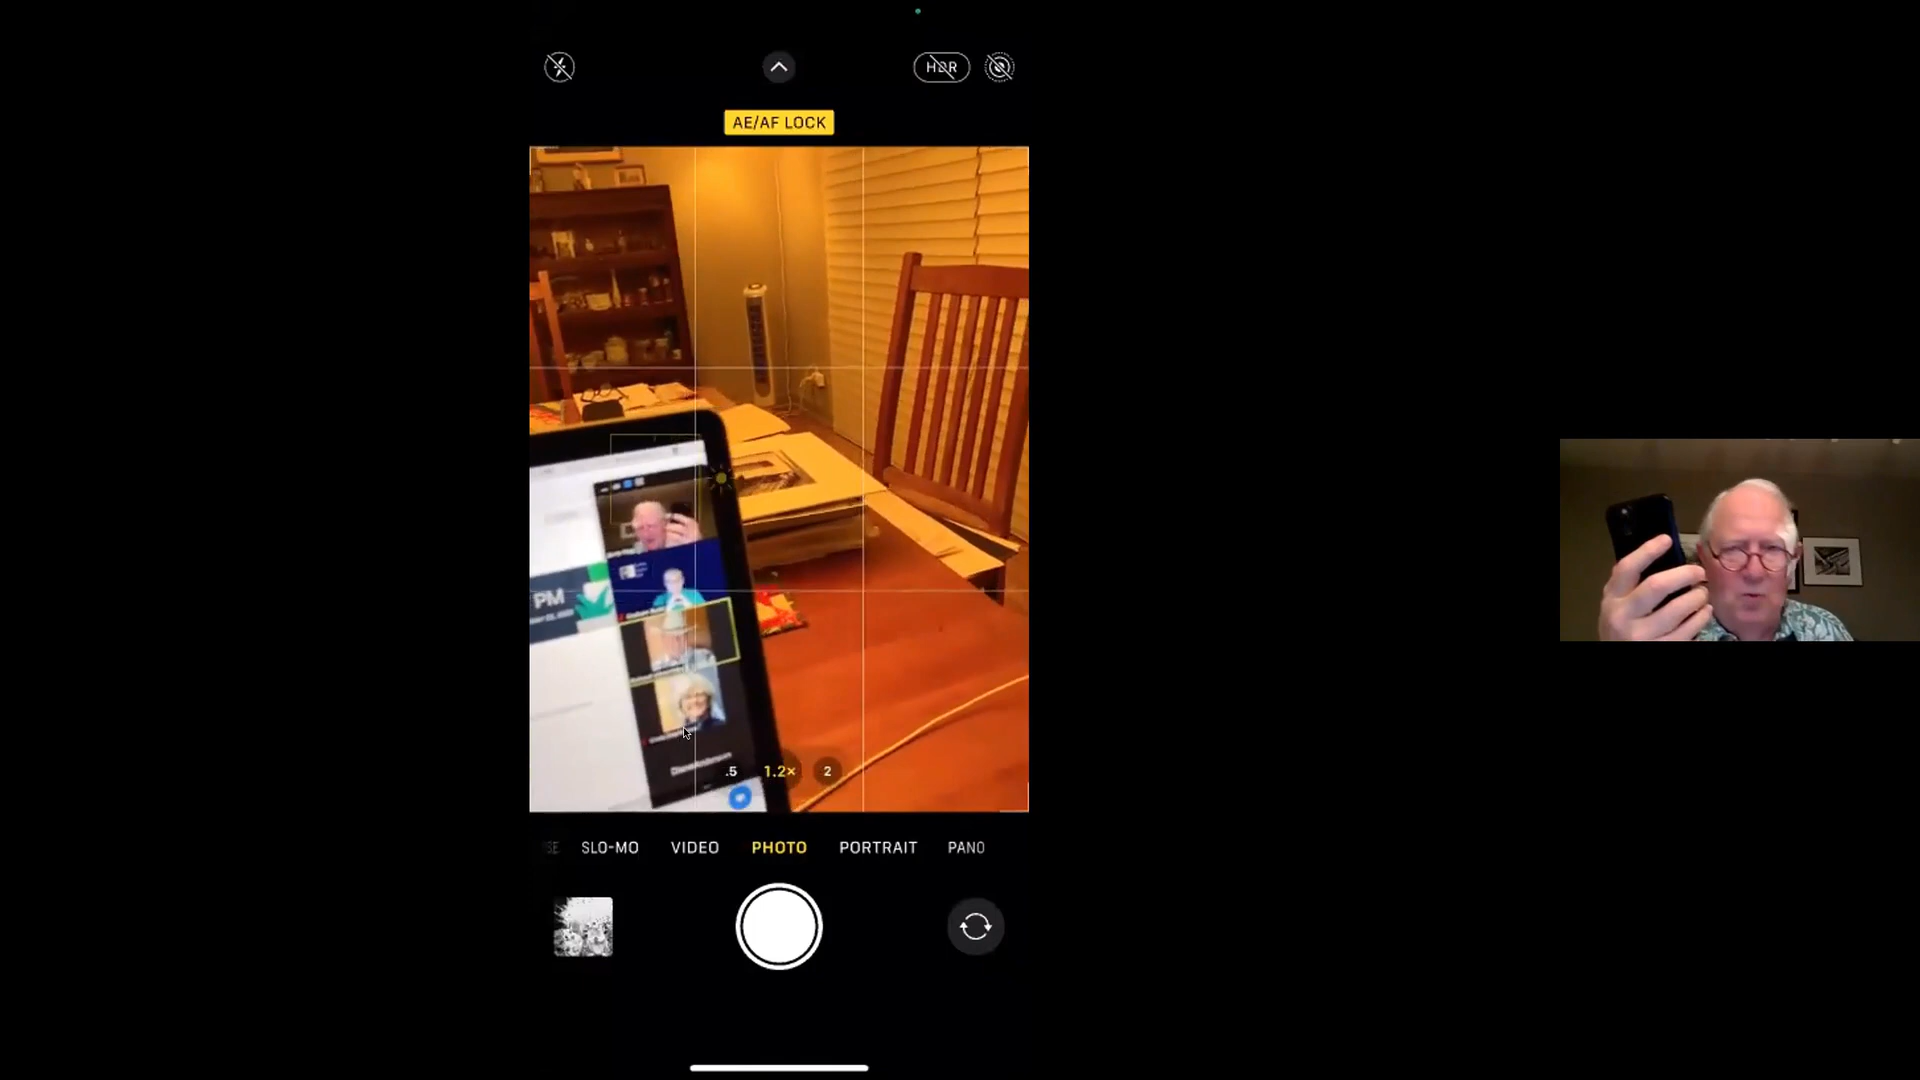 HDR
AE/AF LOCK
PM
.5 1.2× 2
SLO-MO VIDEO PHOTO PORTRAIT PANO